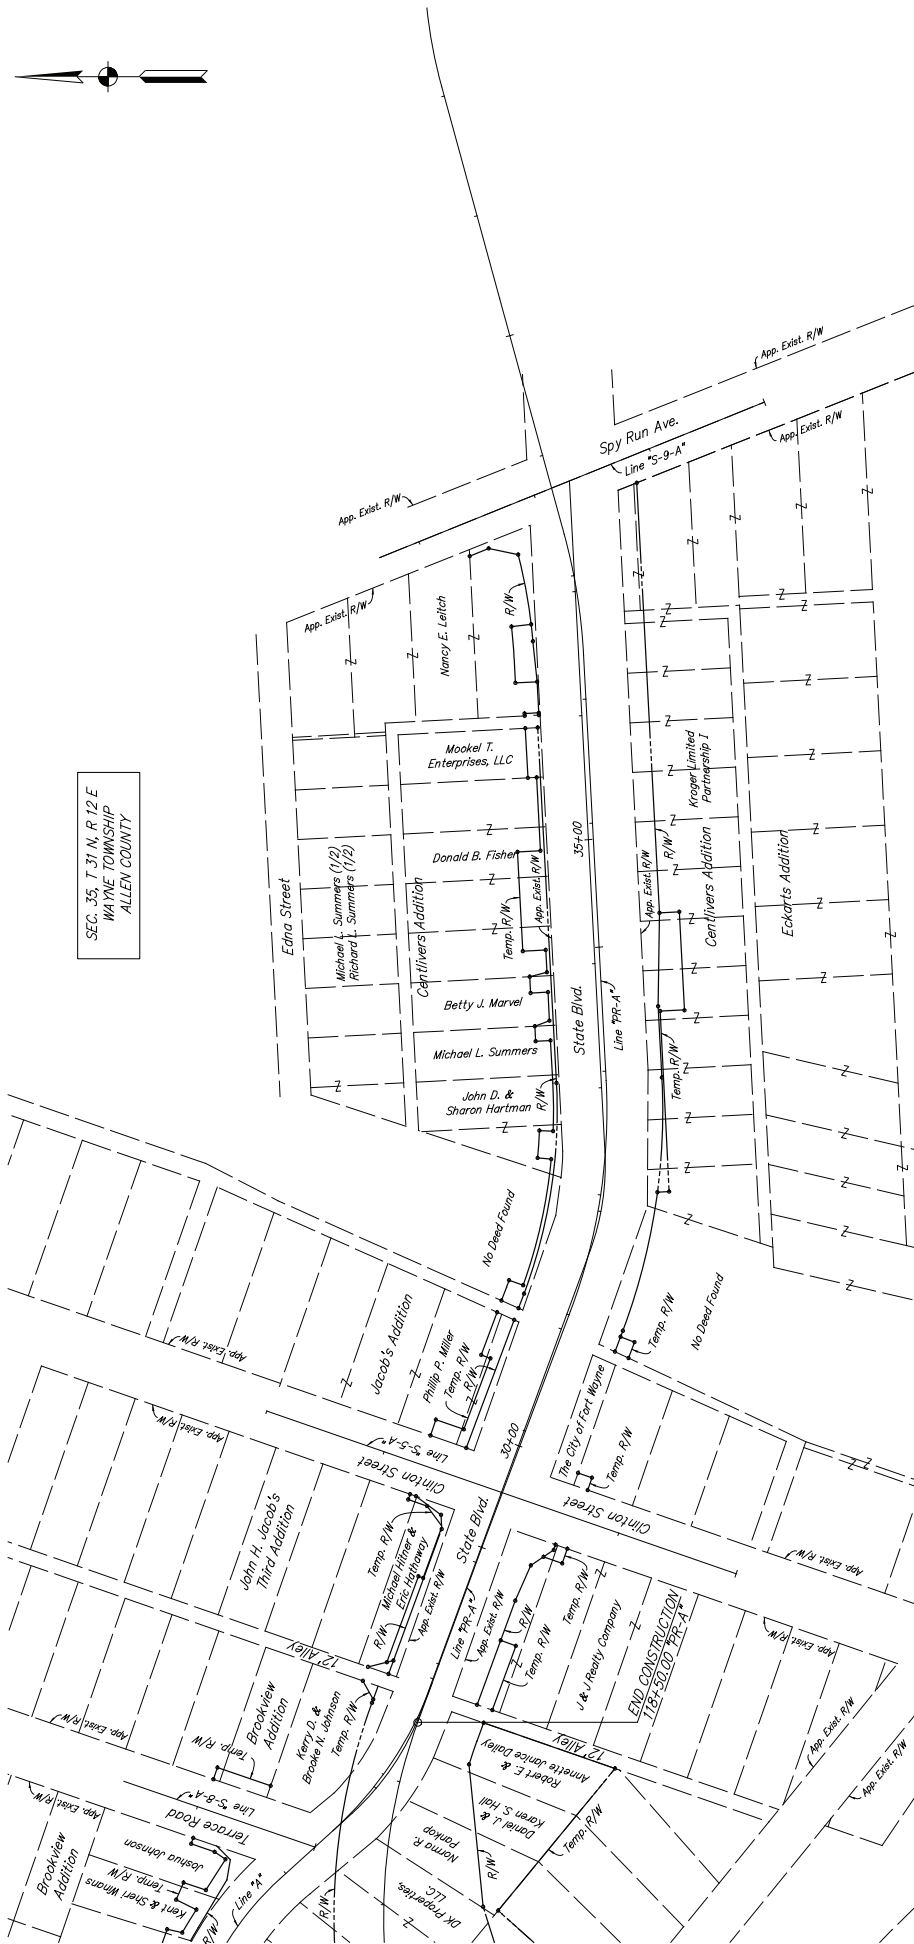 App. Exist. R/W
Spy Run Ave.
Line "S-9-A"
App. Exist. R/W
App. Exist. R/W
App. Exist. R/W
R/W
Nancy E. Leitch
Mookel T.
Enterprises, LLC
Kroger Limited
Partnership I
SEC. 35, T 31 N, R 12 E
WAYNE TOWNSHIP
ALLEN COUNTY
Edna Street
Michael L. Summers (1/2)
Richard L. Summers (1/2)
Centlivers Addition
Donald B. Fisher
Temp. R/W
App. Exist. R/W
35+00
App. Exist. R/W
R/W
Centlivers Addition
Eckarts Addition
Betty J. Marvel
Michael L. Summers
John D. &
Sharon Hartman
R/W
State Blvd.
Line "PR-A"
Temp. R/W
No Deed Found
Temp. R/W
No Deed Found
App. Exist. R/W
Jacob's Addition
Phillip P. Miller
Temp. R/W
R/W
30+00
The City of Fort Wayne
Temp. R/W
App. Exist. R/W
Line "S-5-A"
Clinton Street
Clinton Street
App. Exist. R/W
John H. Jacob's
Third Addition
Temp. R/W
Michael Hitner &
Eric Hathaway
R/W
App. Exist. R/W
State Blvd.
Line "PR-A"
App. Exist. R/W
R/W
Temp. R/W
Temp. R/W
J & J Realty Company
END CONSTRUCTION
118+50.00 "PR-A"
App. Exist. R/W
12' Alley
Brookview
Addition
Kerry D. &
Brooke N. Johnson
Temp. R/W
App. Exist. R/W
Temp. R/W
12' Alley
Robert E. &
Annette Janice Dailey
Daniel J. &
Karen S. Hall
Norma R.
Pankop
DK Properties,
LLC.
R/W
Temp. R/W
App. Exist. R/W
App. Exist. R/W
Line "S-8-A"
Terrace Road
App. Exist. R/W
Brookview
Addition
Joshua Johnson
Temp. R/W
Kent & Sheri Winans
R/W
Line "A"
R/W